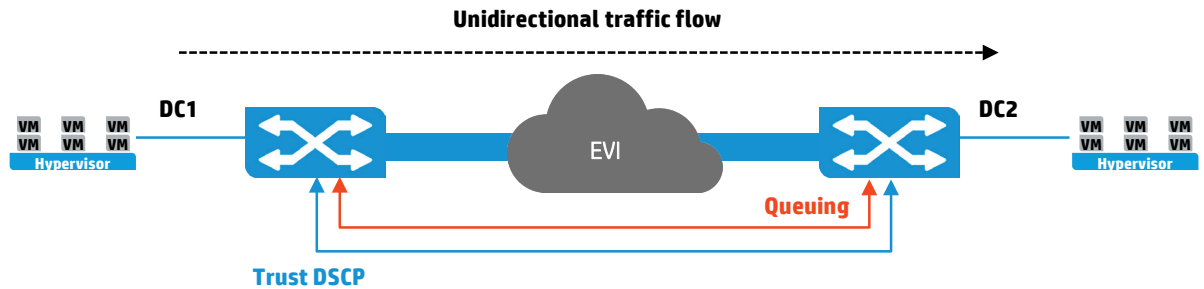 Unidirectional traffic flow
DC1
DC2
VM VM VM
VM VM VM
Hypervisor
EVI
VM VM VM
VM VM VM
Hypervisor
Queuing
Trust DSCP